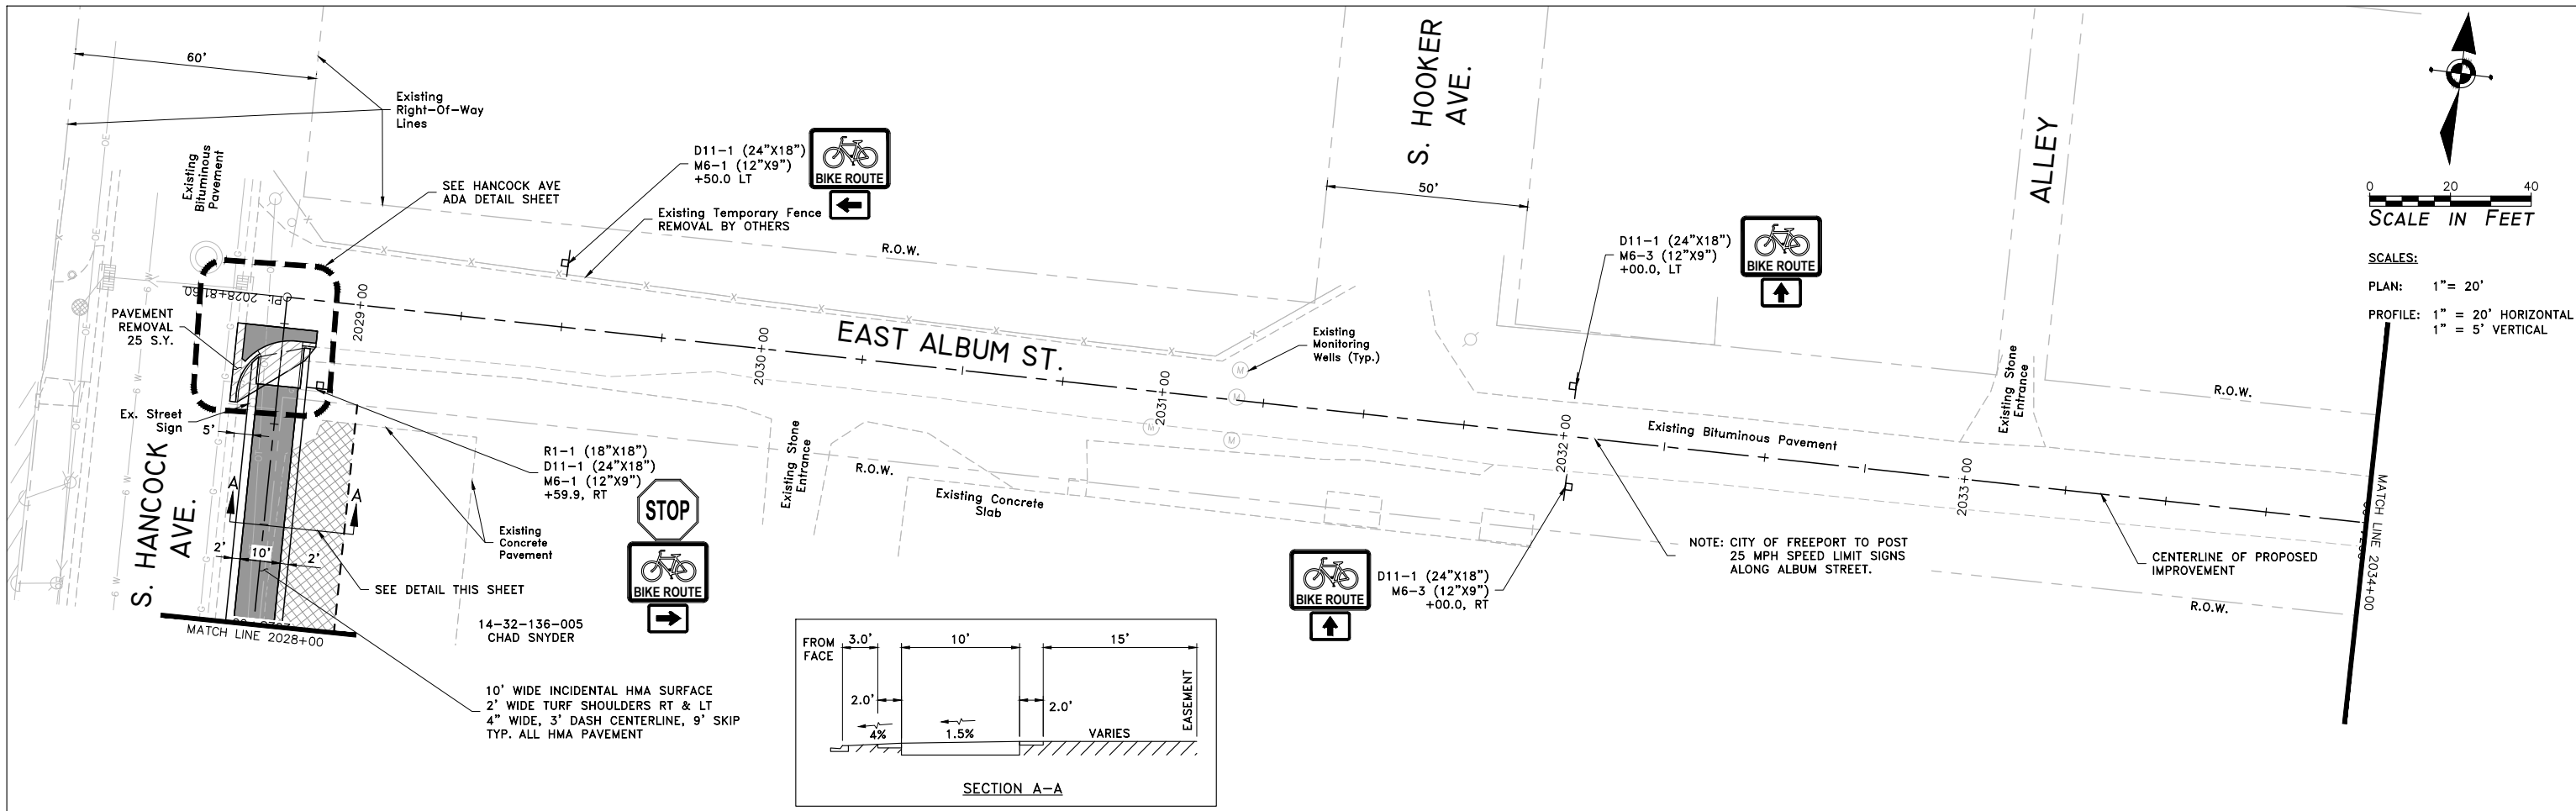 60'
Existing
Right-Of-Way
Lines
Existing
Bituminous
Pavement
SEE HANCOCK AVE
ADA DETAIL SHEET
D11-1 (24"X18")
M6-1 (12"X9")
+50.0 LT
BIKE ROUTE
Existing Temporary Fence
REMOVAL BY OTHERS
R.O.W.
S. HOOKER
AVE.
50'
D11-1 (24"X18")
M6-3 (12"X9")
+00.0, LT
BIKE ROUTE
ALLEY
0 20 40
SCALE IN FEET
SCALES:
PLAN: 1"= 20'
PROFILE: 1" = 20' HORIZONTAL
1" = 5' VERTICAL
PI: 2028+81.60
2029+00
2030+00
2031+00
2032+00
2033+00
EAST ALBUM ST.
PAVEMENT
REMOVAL
25 S.Y.
Ex. Street
Sign
5'
S. HANCOCK
AVE.
6 W
6 W
6 W
OE
OE
OE
OE
G
G
G
G
G
X
X
X
X
X
X
X
X
X
X
X
X
X
A
A
2'
10'
2'
MATCH LINE 2028+00
R1-1 (18"X18")
D11-1 (24"X18")
M6-1 (12"X9")
+59.9, RT
STOP
BIKE ROUTE
Existing
Concrete
Pavement
SEE DETAIL THIS SHEET
14-32-136-005
CHAD SNYDER
10' WIDE INCIDENTAL HMA SURFACE
2' WIDE TURF SHOULDERS RT & LT
4" WIDE, 3' DASH CENTERLINE, 9' SKIP
TYP. ALL HMA PAVEMENT
Existing Stone
Entrance
R.O.W.
Existing Concrete
Slab
Existing
Monitoring
Wells (Typ.)
M
M
M
M
Existing Bituminous Pavement
Existing Stone
Entrance
R.O.W.
R.O.W.
NOTE: CITY OF FREEPORT TO POST
25 MPH SPEED LIMIT SIGNS
ALONG ALBUM STREET.
CENTERLINE OF PROPOSED
IMPROVEMENT
MATCH LINE 2034+00
BIKE ROUTE
D11-1 (24"X18")
M6-3 (12"X9")
+00.0, RT
FROM
FACE
3.0'
10'
15'
2.0'
2.0'
4%
1.5%
VARIES
EASEMENT
SECTION A-A